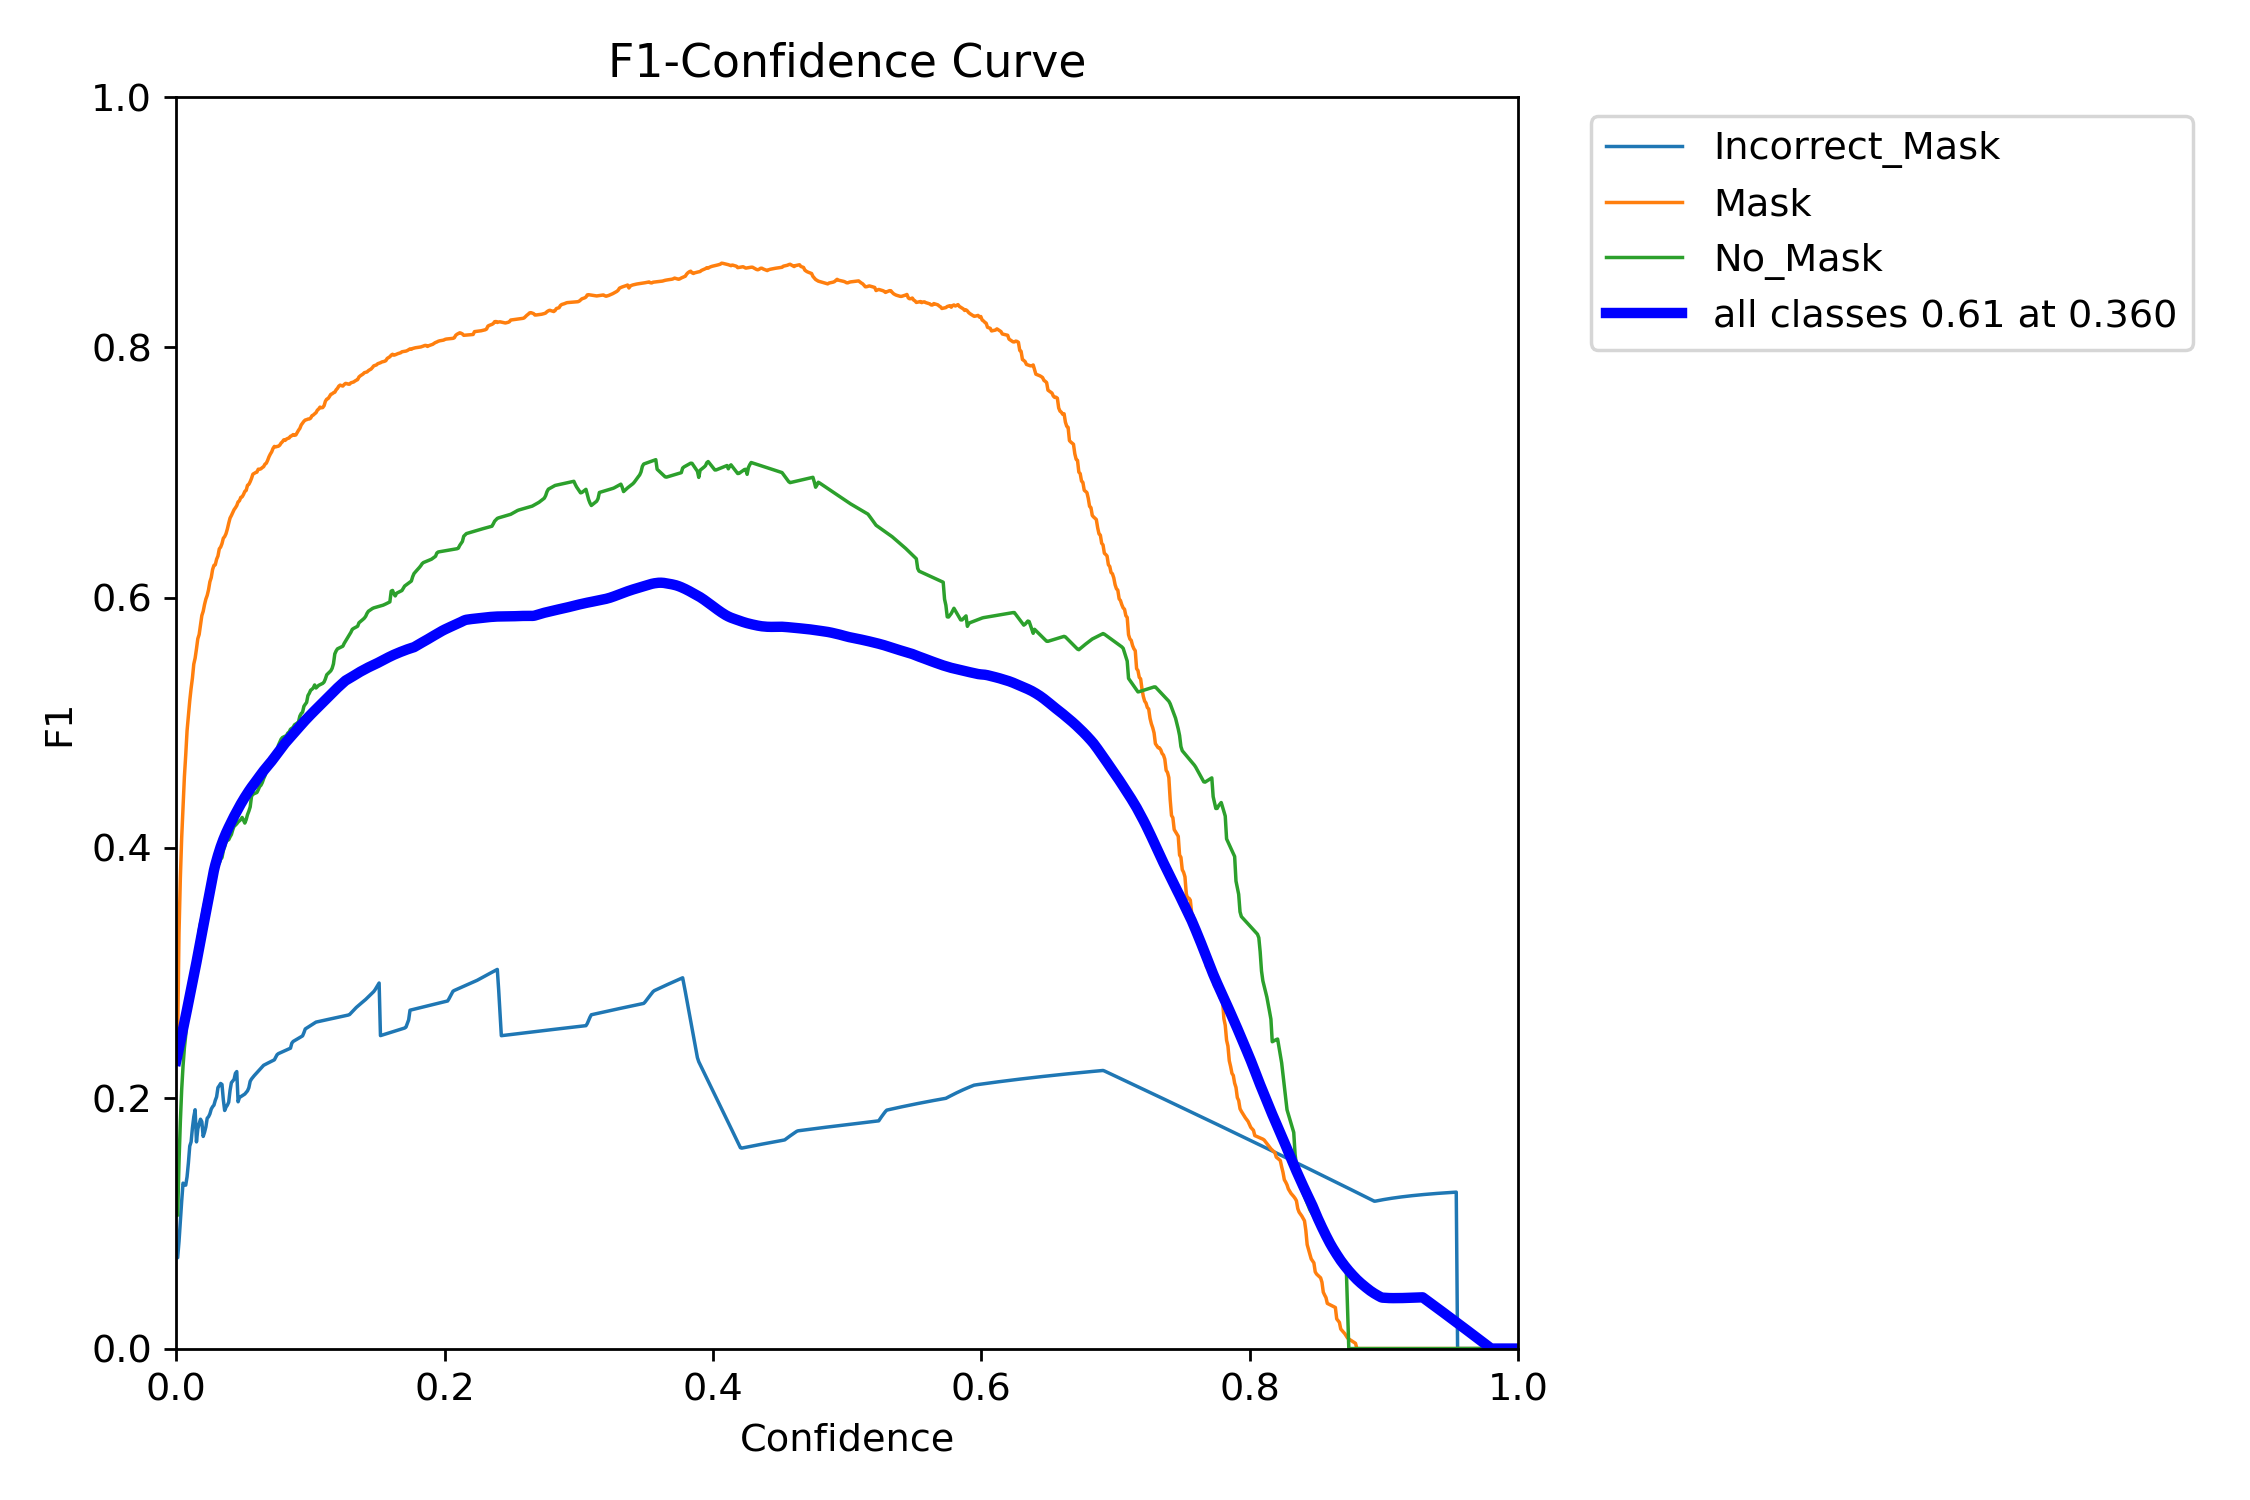 F1-Confidence Curve
1.0
0.8
0.6
0.4
0.2
0.0
F1
0.0 0.2 0.4 0.6 0.8 1.0
Confidence
Incorrect_Mask
Mask
No_Mask
all classes 0.61 at 0.360